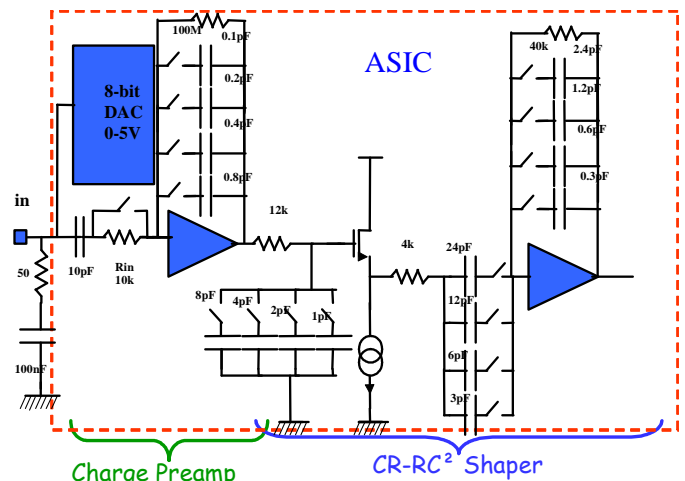 100M
0.1pF
40k
2.4pF
ASIC
0.2pF
1.2pF
8-bit
DAC
0-5V
0.4pF
0.6pF
0.8pF
0.3pF
in
12k
4k
24pF
10pF
Rin
10k
50
8pF
4pF
2pF
1pF
12pF
100nF
6pF
3pF
Charge Preamp
CR-RC² Shaper